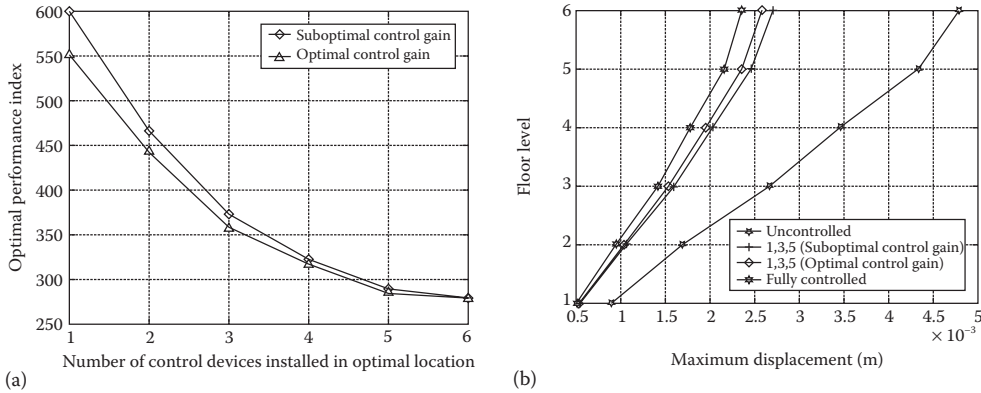 600
550
500
450
400
350
300
250
Optimal performance index
Suboptimal control gain
Optimal control gain
1 2 3 4 5 6
Number of control devices installed in optimal location
(a)
6
5
4
3
2
1
Floor level
Uncontrolled
1,3,5 (Suboptimal control gain)
1,3,5 (Optimal control gain)
Fully controlled
0.5 1 1.5 2 2.5 3 3.5 4 4.5 5
× 10⁻³
Maximum displacement (m)
(b)